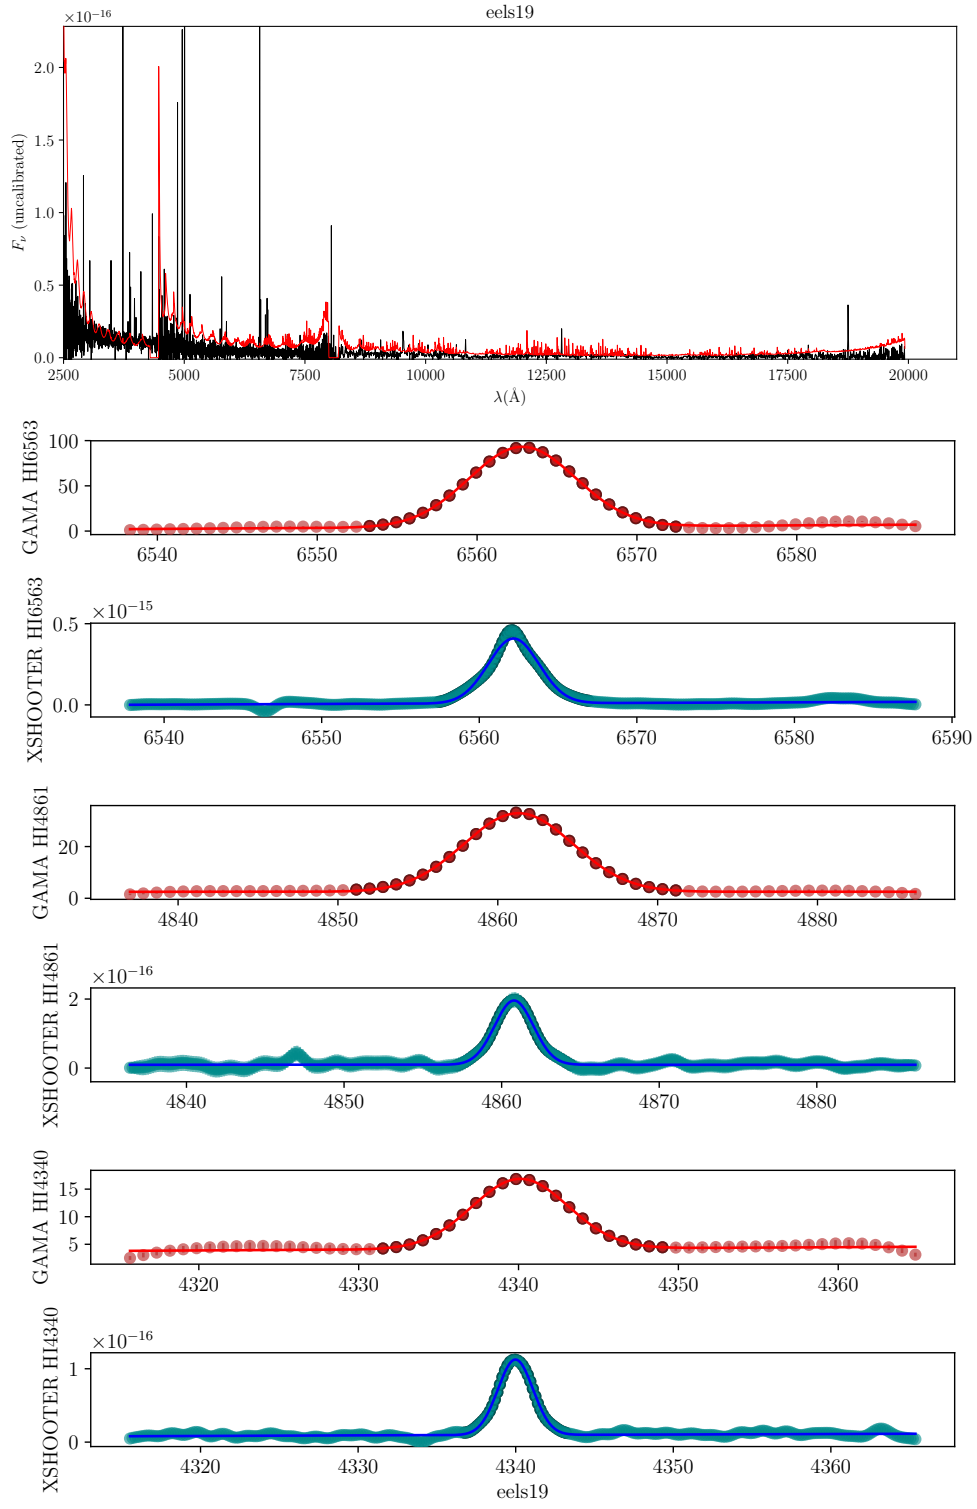 eels19
×10−16
F𝜈 (uncalibrated)
2.0
1.5
1.0
0.5
0.0
2500 5000 7500 10000 12500 15000 17500 20000
λ(Å)
GAMA HI6563
100
50
0
6540 6550 6560 6570 6580
XSHOOTER HI6563
×10−15
0.5
0.0
6540 6550 6560 6570 6580 6590
GAMA HI4861
20
0
4840 4850 4860 4870 4880
XSHOOTER HI4861
×10−16
2
0
4840 4850 4860 4870 4880
GAMA HI4340
15
10
5
4320 4330 4340 4350 4360
XSHOOTER HI4340
×10−16
1
0
4320 4330 4340 4350 4360
eels19